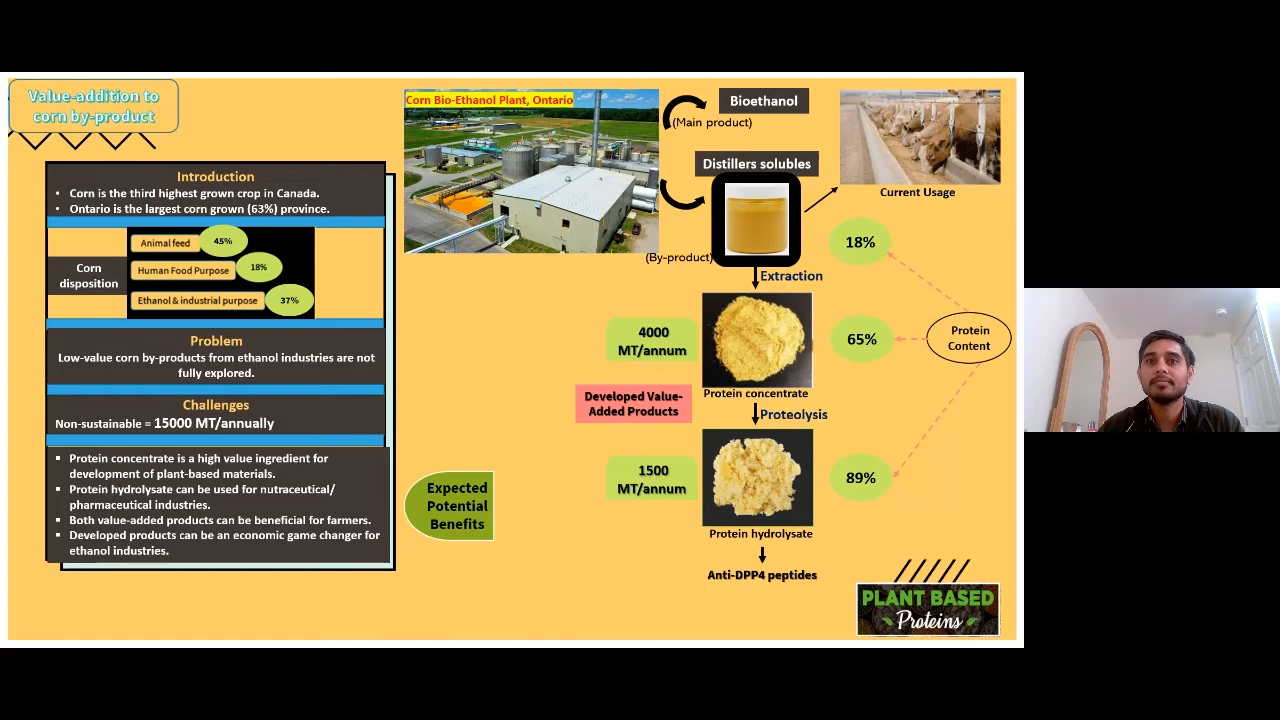 Value-addition to
corn by-product
Introduction
• Corn is the third highest grown crop in Canada.
• Ontario is the largest corn grown (63%) province.
Corn
disposition
Animal feed
45%
Human Food Purpose
18%
Ethanol & industrial purpose
37%
Problem
Low-value corn by-products from ethanol industries are not
fully explored.
Challenges
Non-sustainable = 15000 MT/annually
▪ Protein concentrate is a high value ingredient for
development of plant-based materials.
▪ Protein hydrolysate can be used for nutraceutical/
pharmaceutical industries.
▪ Both value-added products can be beneficial for farmers.
▪ Developed products can be an economic game changer for
ethanol industries.
Expected
Potential
Benefits
Corn Bio-Ethanol Plant, Ontario
Bioethanol
(Main product)
Distillers solubles
(By-product)
Current Usage
18%
Extraction
4000
MT/annum
65%
Protein
Content
Protein concentrate
Developed Value-
Added Products
Proteolysis
1500
MT/annum
89%
Protein hydrolysate
Anti-DPP4 peptides
PLANT BASED
Proteins